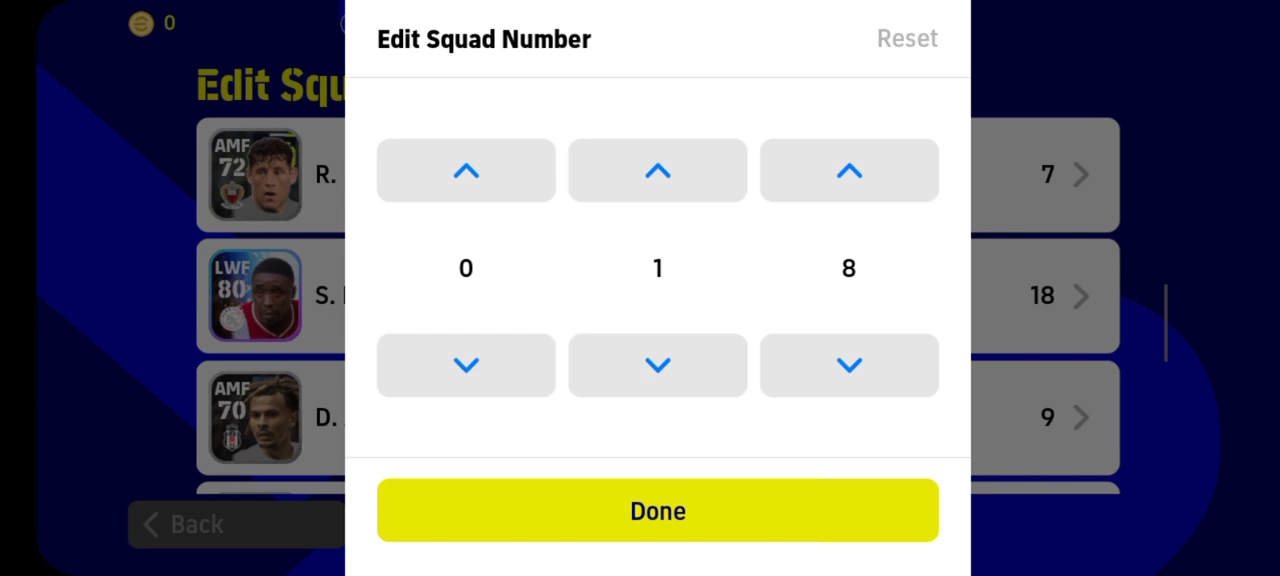 0
Edit Squad Number
Reset
Edit Squ
AMF
72
R.
7
LWF
80
S.
18
AMF
70
D.
9
0 1 8
Done
Back